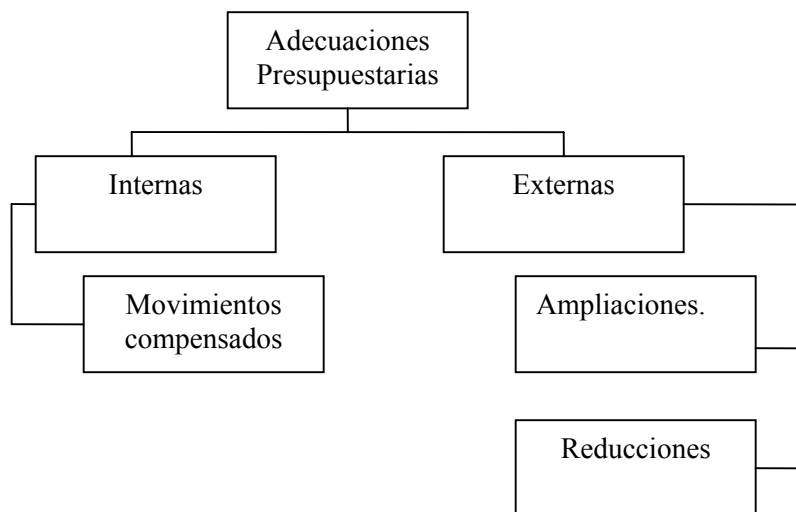 Adecuaciones
Presupuestarias
Internas
Externas
Movimientos
compensados
Ampliaciones.
Reducciones